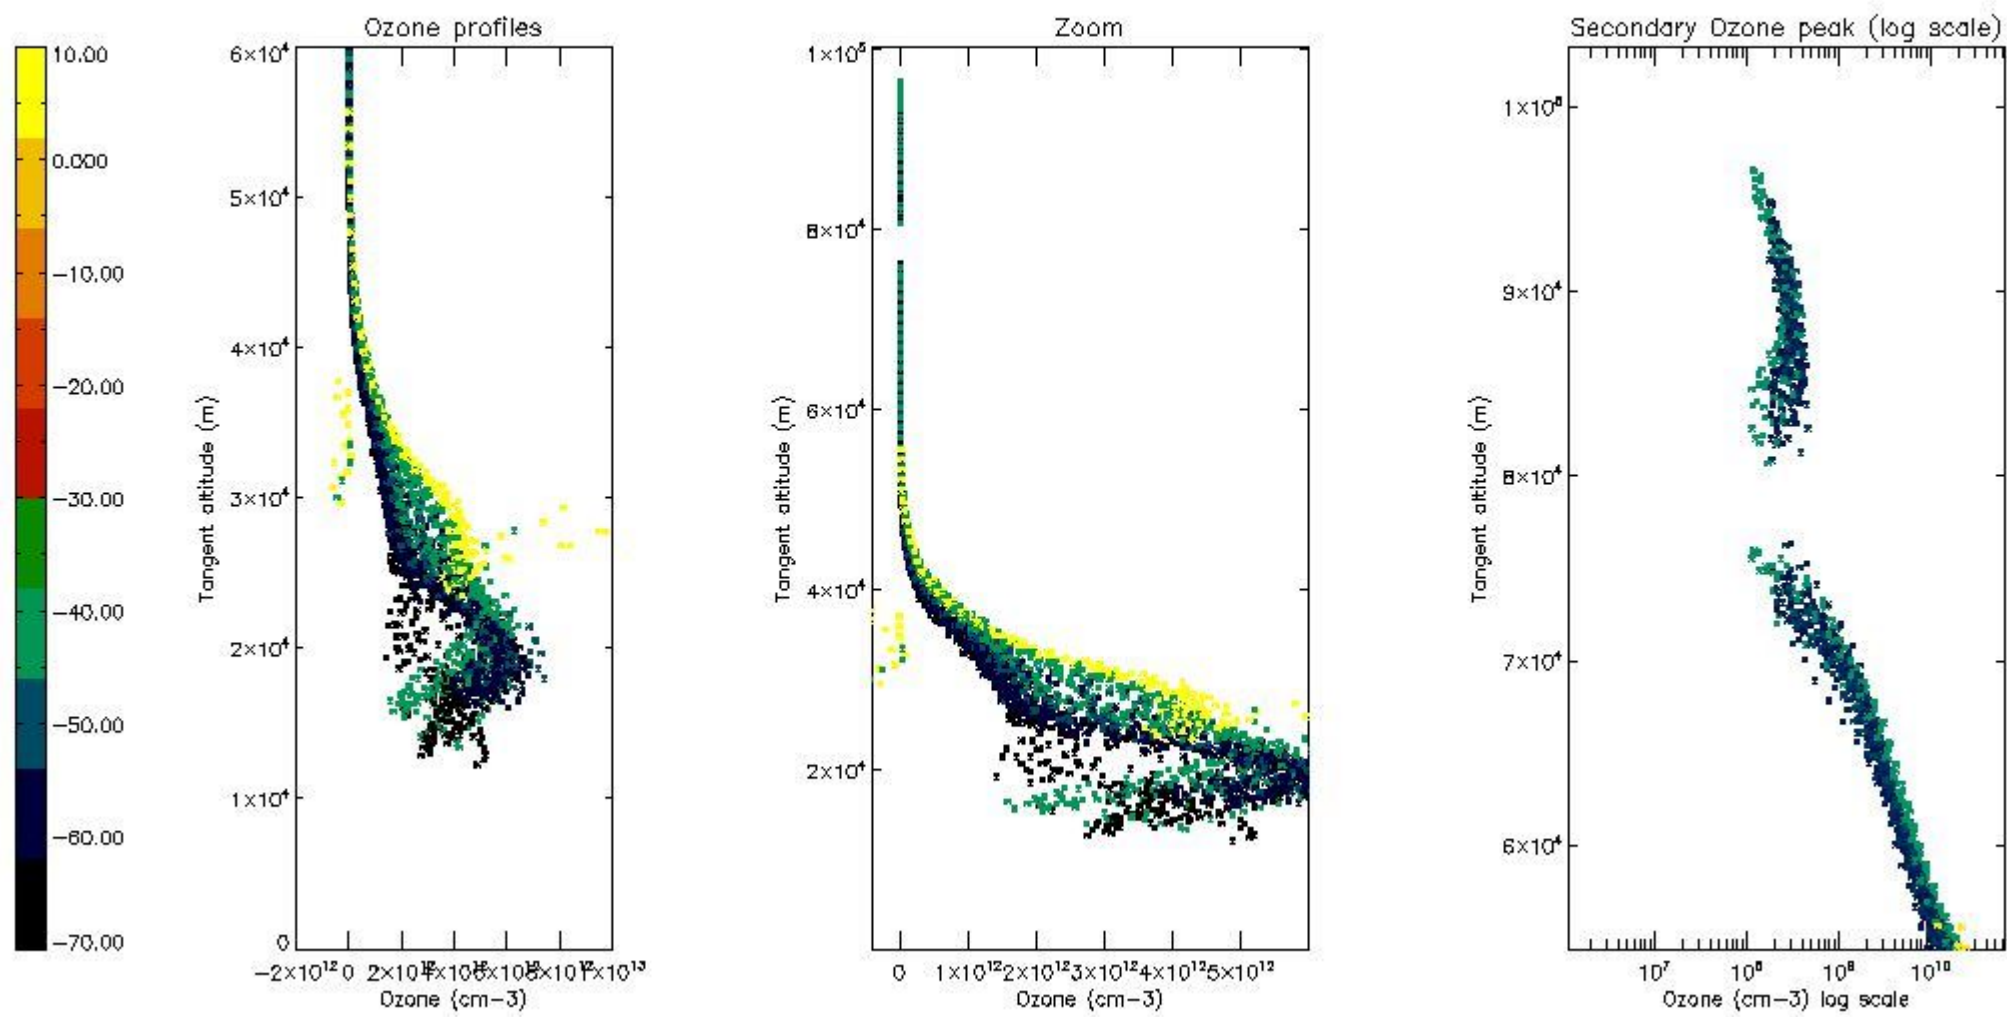 Ozone profiles
Zoom
Secondary Ozone peak (log scale)
10.00
0.000
-10.00
-20.00
-30.00
-40.00
-50.00
-60.00
-70.00
Tangent altitude (m)
6×10⁴
5×10⁴
4×10⁴
3×10⁴
2×10⁴
1×10⁴
0
-2×10¹² 0
Ozone (cm-3)
Tangent altitude (m)
1×10⁵
8×10⁴
6×10⁴
4×10⁴
2×10⁴
0 1×10¹² 2×10¹² 3×10¹² 4×10¹² 5×10¹²
Ozone (cm-3)
Tangent altitude (m)
9×10⁴
8×10⁴
7×10⁴
6×10⁴
10⁷ 10⁸ 10⁹ 10¹⁰
Ozone (cm-3) log scale